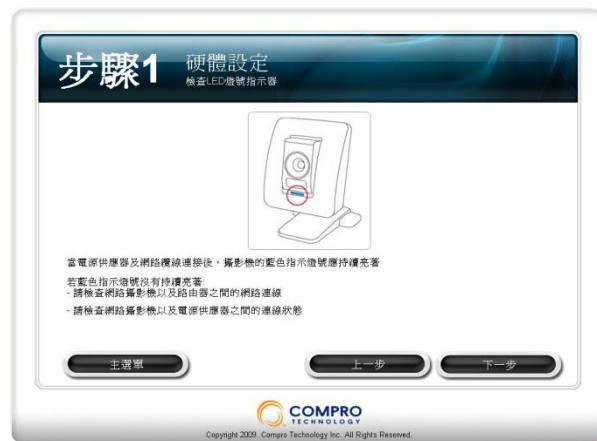 步驟1
硬體設定
檢查LED燈號指示器
當電源供應器及網路纜線連接後，攝影機的藍色指示燈號應持續亮著
若藍色指示燈號沒有持續亮著:
- 請檢查網路攝影機以及路由器之間的網路連線
- 請檢查網路攝影機以及電源供應器之間的連線狀態
主選單
上一步
下一步
COMPRO
TECHNOLOGY
Copyright 2009. Compro Technology Inc. All Rights Reserved.